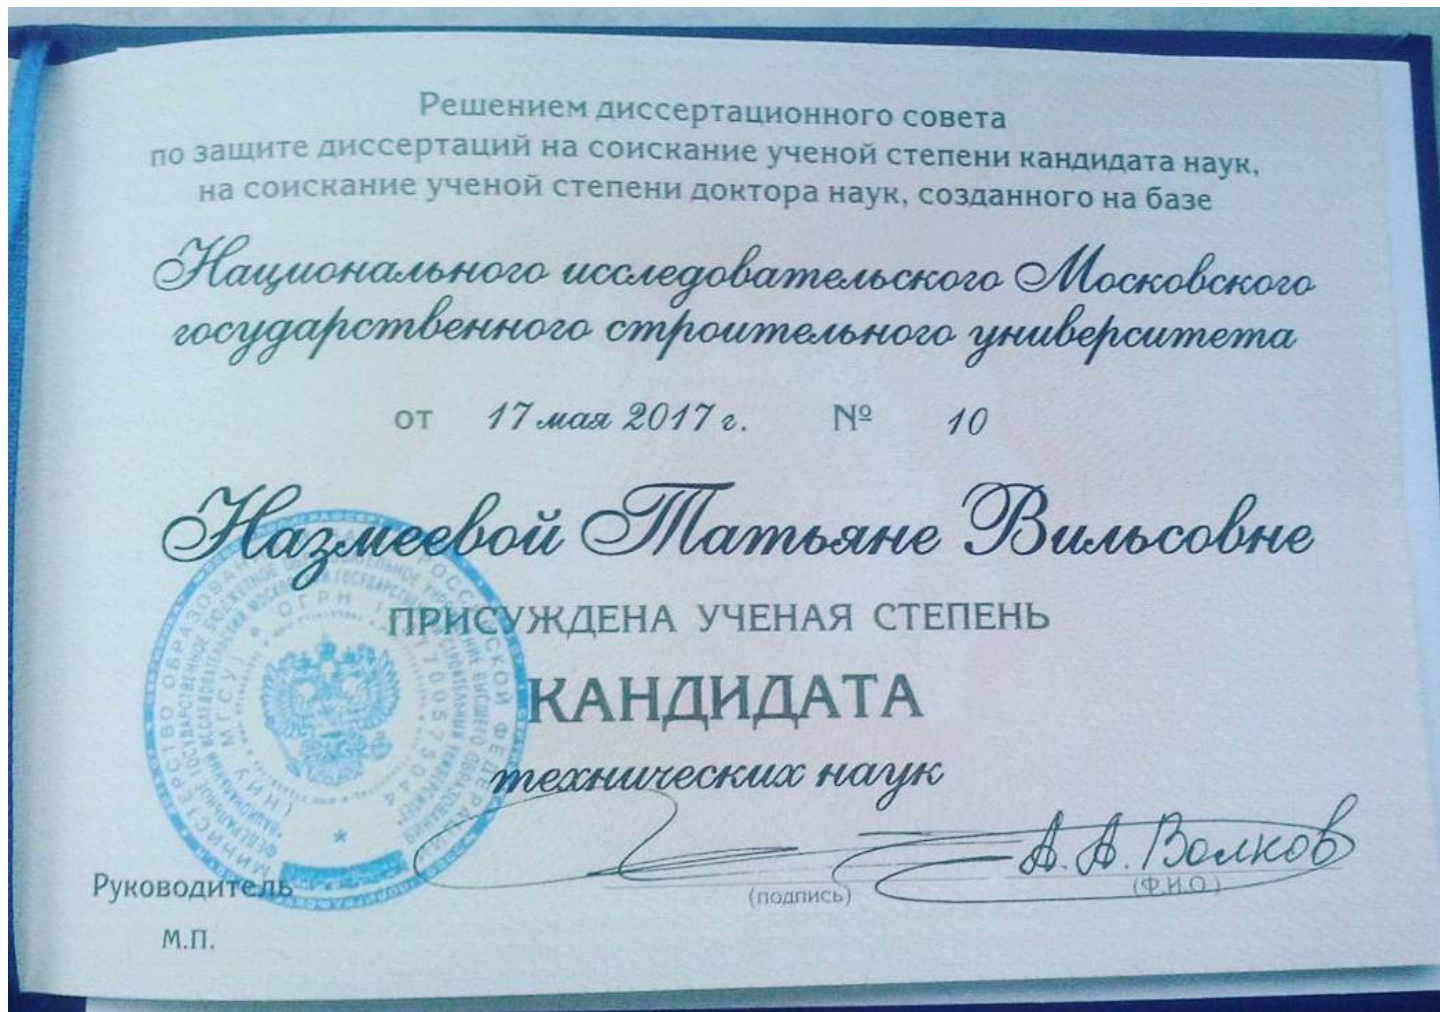 Решением диссертационного совета
по защите диссертаций на соискание ученой степени кандидата наук,
на соискание ученой степени доктора наук, созданного на базе
Национального исследовательского Московского
государственного строительного университета
от 17 мая 2017 г. № 10
Назмеевой Татьяне Вильсовне
ПРИСУЖДЕНА УЧЕНАЯ СТЕПЕНЬ
КАНДИДАТА
технических наук
А. А. Волков
Руководитель
(подпись) (Ф.И.О.)
М.П.